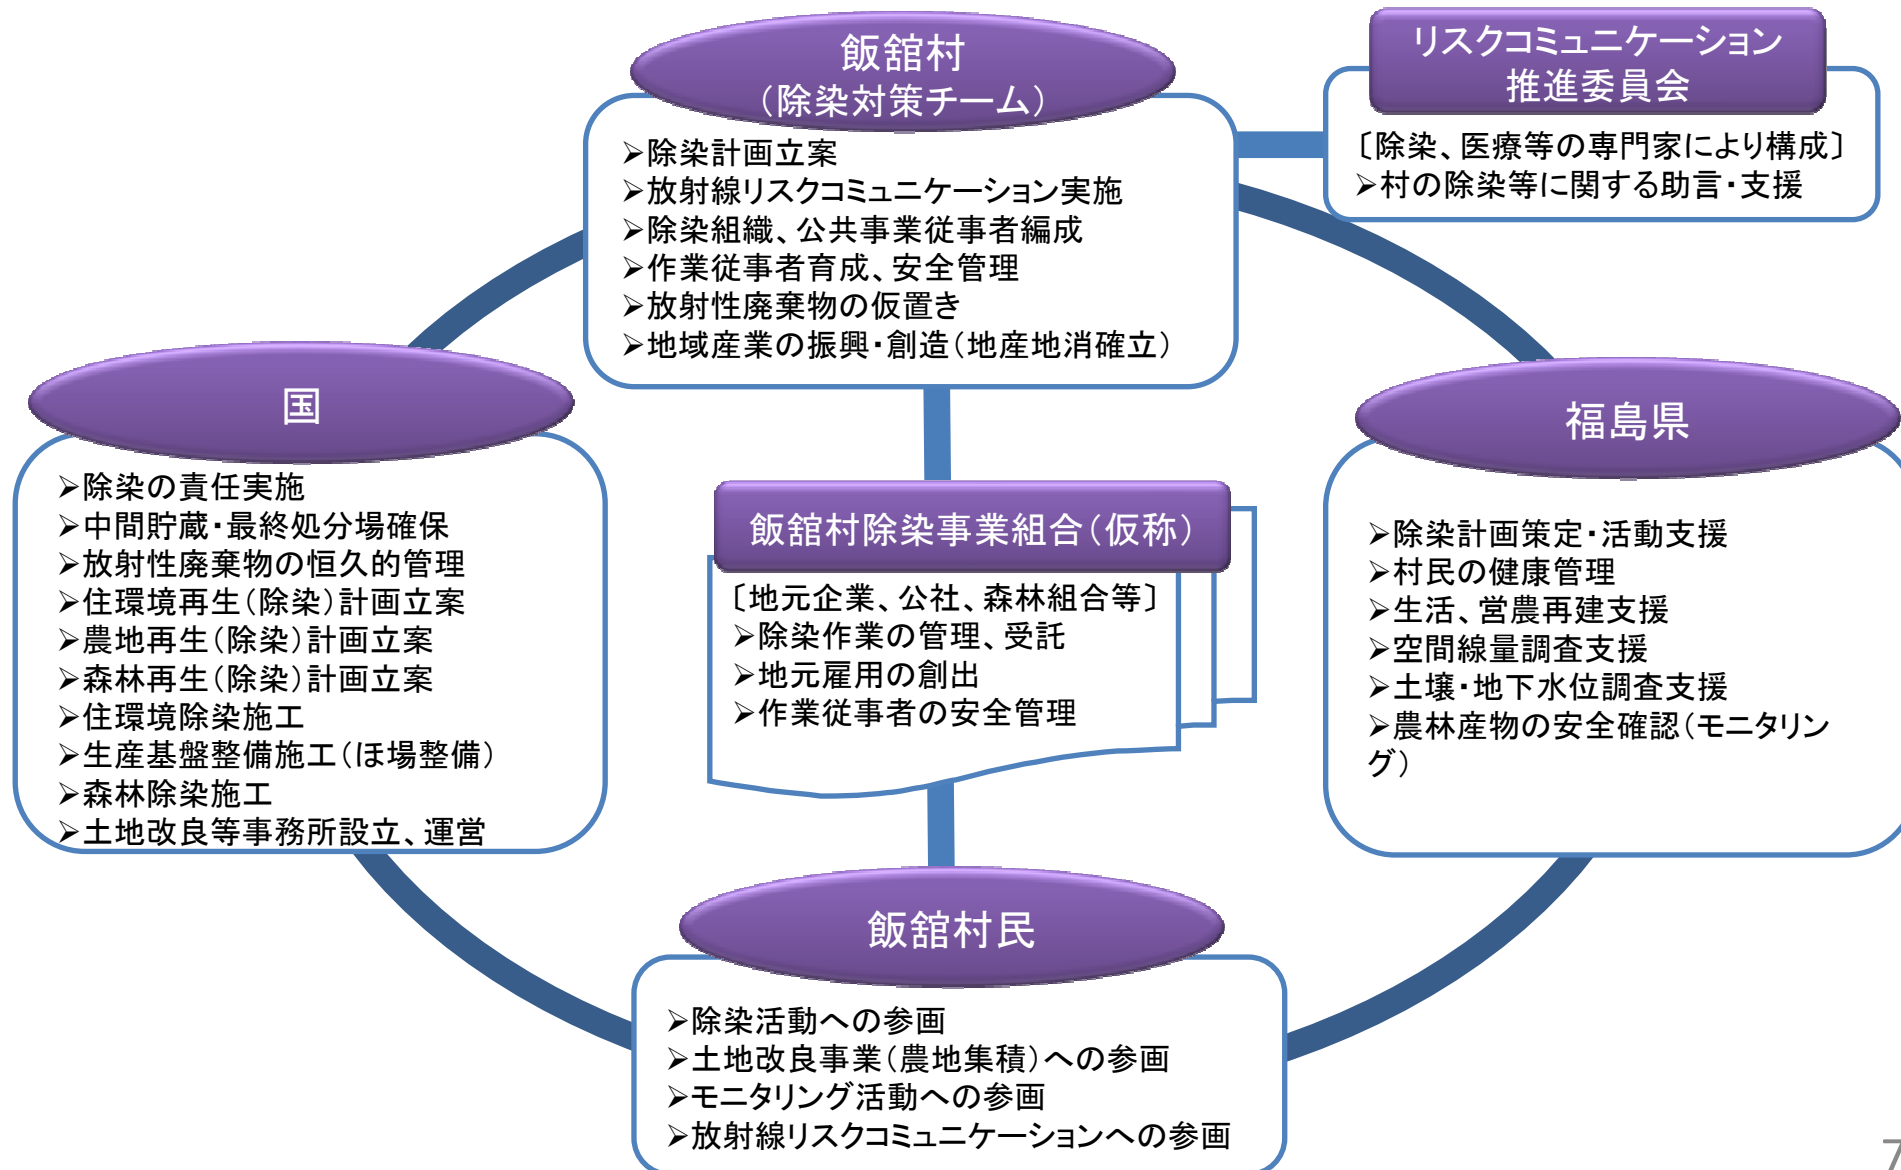 飯舘村
(除染対策チーム)
➢除染計画立案
➢放射線リスクコミュニケーション実施
➢除染組織、公共事業従事者編成
➢作業従事者育成、安全管理
➢放射性廃棄物の仮置き
➢地域産業の振興・創造(地産地消確立)
リスクコミュニケーション
推進委員会
〔除染、医療等の専門家により構成〕
➢村の除染等に関する助言・支援
国
➢除染の責任実施
➢中間貯蔵・最終処分場確保
➢放射性廃棄物の恒久的管理
➢住環境再生(除染)計画立案
➢農地再生(除染)計画立案
➢森林再生(除染)計画立案
➢住環境除染施工
➢生産基盤整備施工(ほ場整備)
➢森林除染施工
➢土地改良等事務所設立、運営
飯舘村除染事業組合(仮称)
〔地元企業、公社、森林組合等〕
➢除染作業の管理、受託
➢地元雇用の創出
➢作業従事者の安全管理
福島県
➢除染計画策定・活動支援
➢村民の健康管理
➢生活、営農再建支援
➢空間線量調査支援
➢土壌・地下水位調査支援
➢農林産物の安全確認(モニタリン
グ)
飯舘村民
➢除染活動への参画
➢土地改良事業(農地集積)への参画
➢モニタリング活動への参画
➢放射線リスクコミュニケーションへの参画
7